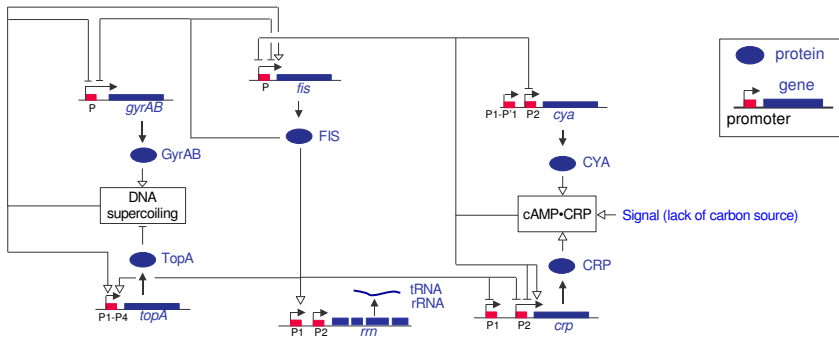 protein
gene
promoter
P
gyrAB
P
fis
P1-P'1
P2
cya
GyrAB
FIS
CYA
DNA
supercoiling
cAMP•CRP
Signal (lack of carbon source)
TopA
CRP
tRNA
rRNA
P1-P4
topA
P1
P2
rrn
P1
P2
crp